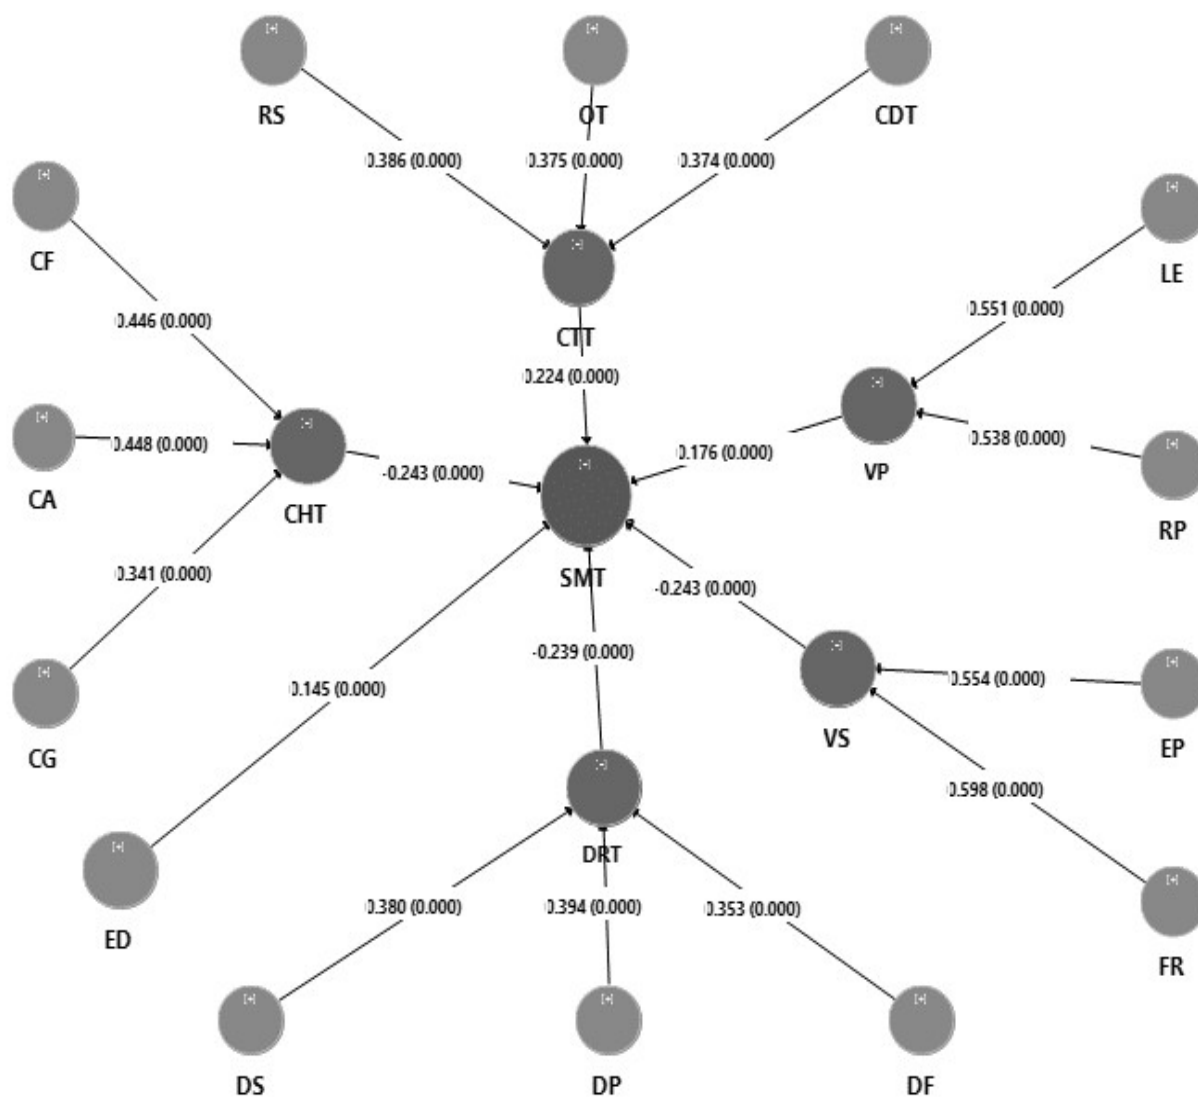 [+]
[+]
[+]
RS
OT
CDT
0.386 (0.000)
0.375 (0.000)
0.374 (0.000)
[+]
[+]
CF
LE
[-]
0.446 (0.000)
0.551 (0.000)
CTT
0.224 (0.000)
[-]
[+]
[-]
[+]
0.448 (0.000)
0.538 (0.000)
0.176 (0.000)
VP
CA
CHT
-0.243 (0.000)
[+]
RP
SMT
0.341 (0.000)
-0.243 (0.000)
-0.239 (0.000)
[-]
[+]
[+]
0.554 (0.000)
0.145 (0.000)
VS
EP
CG
[-]
0.598 (0.000)
[+]
DRT
[+]
ED
0.380 (0.000)
0.394 (0.000)
0.353 (0.000)
FR
[+]
[+]
[+]
DS
DP
DF